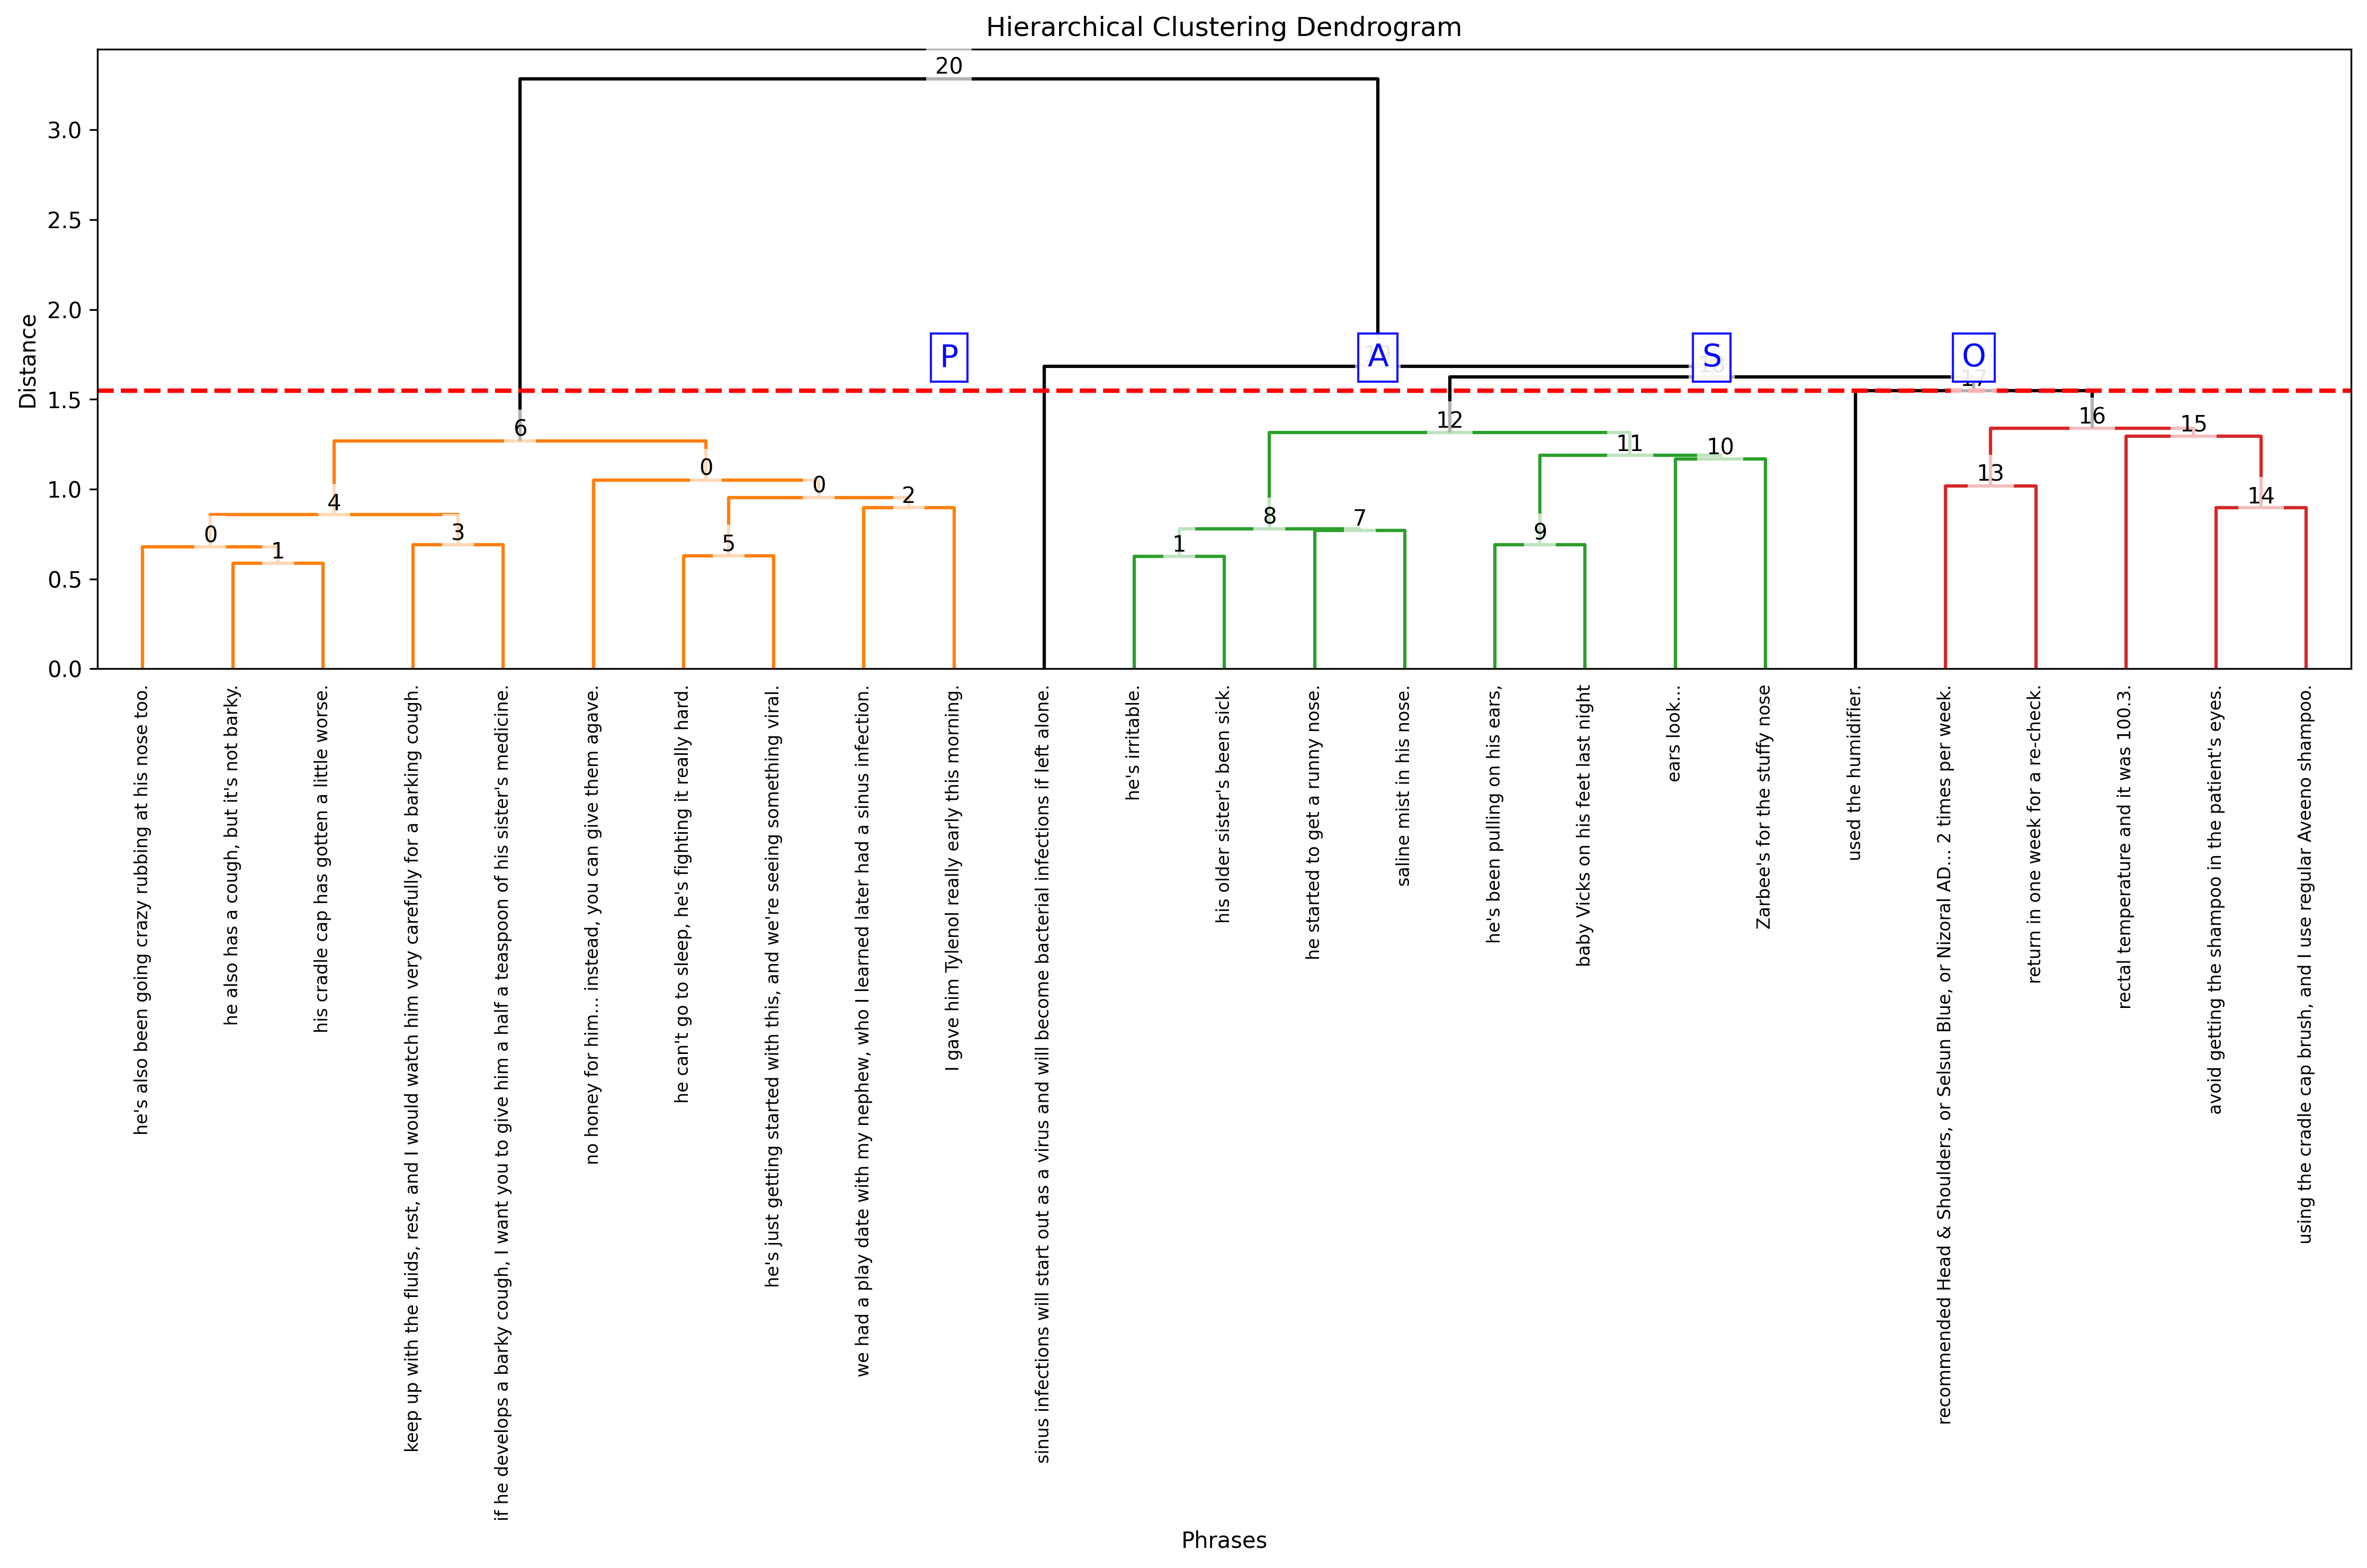 Hierarchical Clustering Dendrogram
20
3.0
2.5
2.0
P
A
S
O
Distance
1.5
17
6
12
16
15
11
10
0
13
1.0
0
2
14
4
8
7
0
3
9
1
5
1
0.5
0.0
he's also been going crazy rubbing at his nose too.
he also has a cough, but it's not barky.
his cradle cap has gotten a little worse.
keep up with the fluids, rest, and I would watch him very carefully for a barking cough.
if he develops a barky cough, I want you to give him a half a teaspoon of his sister's medicine.
no honey for him... instead, you can give them agave.
he can't go to sleep, he's fighting it really hard.
he's just getting started with this, and we're seeing something viral.
we had a play date with my nephew, who I learned later had a sinus infection.
I gave him Tylenol really early this morning.
sinus infections will start out as a virus and will become bacterial infections if left alone.
he's irritable.
his older sister's been sick.
he started to get a runny nose.
saline mist in his nose.
he's been pulling on his ears,
baby Vicks on his feet last night
ears look...
Zarbee's for the stuffy nose
used the humidifier.
recommended Head & Shoulders, or Selsun Blue, or Nizoral AD... 2 times per week.
return in one week for a re-check.
rectal temperature and it was 100.3.
avoid getting the shampoo in the patient's eyes.
using the cradle cap brush, and I use regular Aveeno shampoo.
Phrases